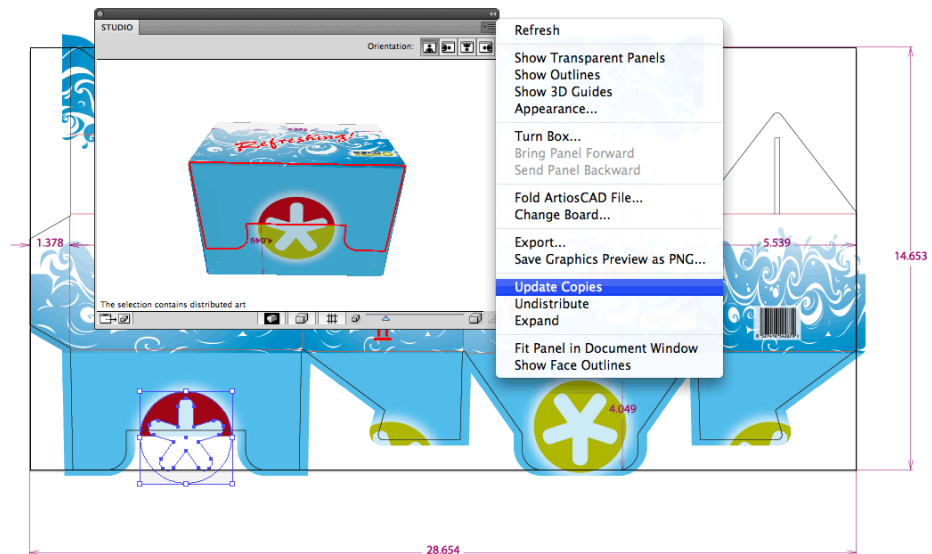 STUDIO
Orientation:
Refreshing!
4.049
The selection contains distributed art
Refresh
Show Transparent Panels
Show Outlines
Show 3D Guides
Appearance...
Turn Box...
Bring Panel Forward
Send Panel Backward
Fold ArtiosCAD File...
Change Board...
Export...
Save Graphics Preview as PNG...
Update Copies
Undistribute
Expand
Fit Panel in Document Window
Show Face Outlines
1.378
5.539
14.653
4.049
28.654